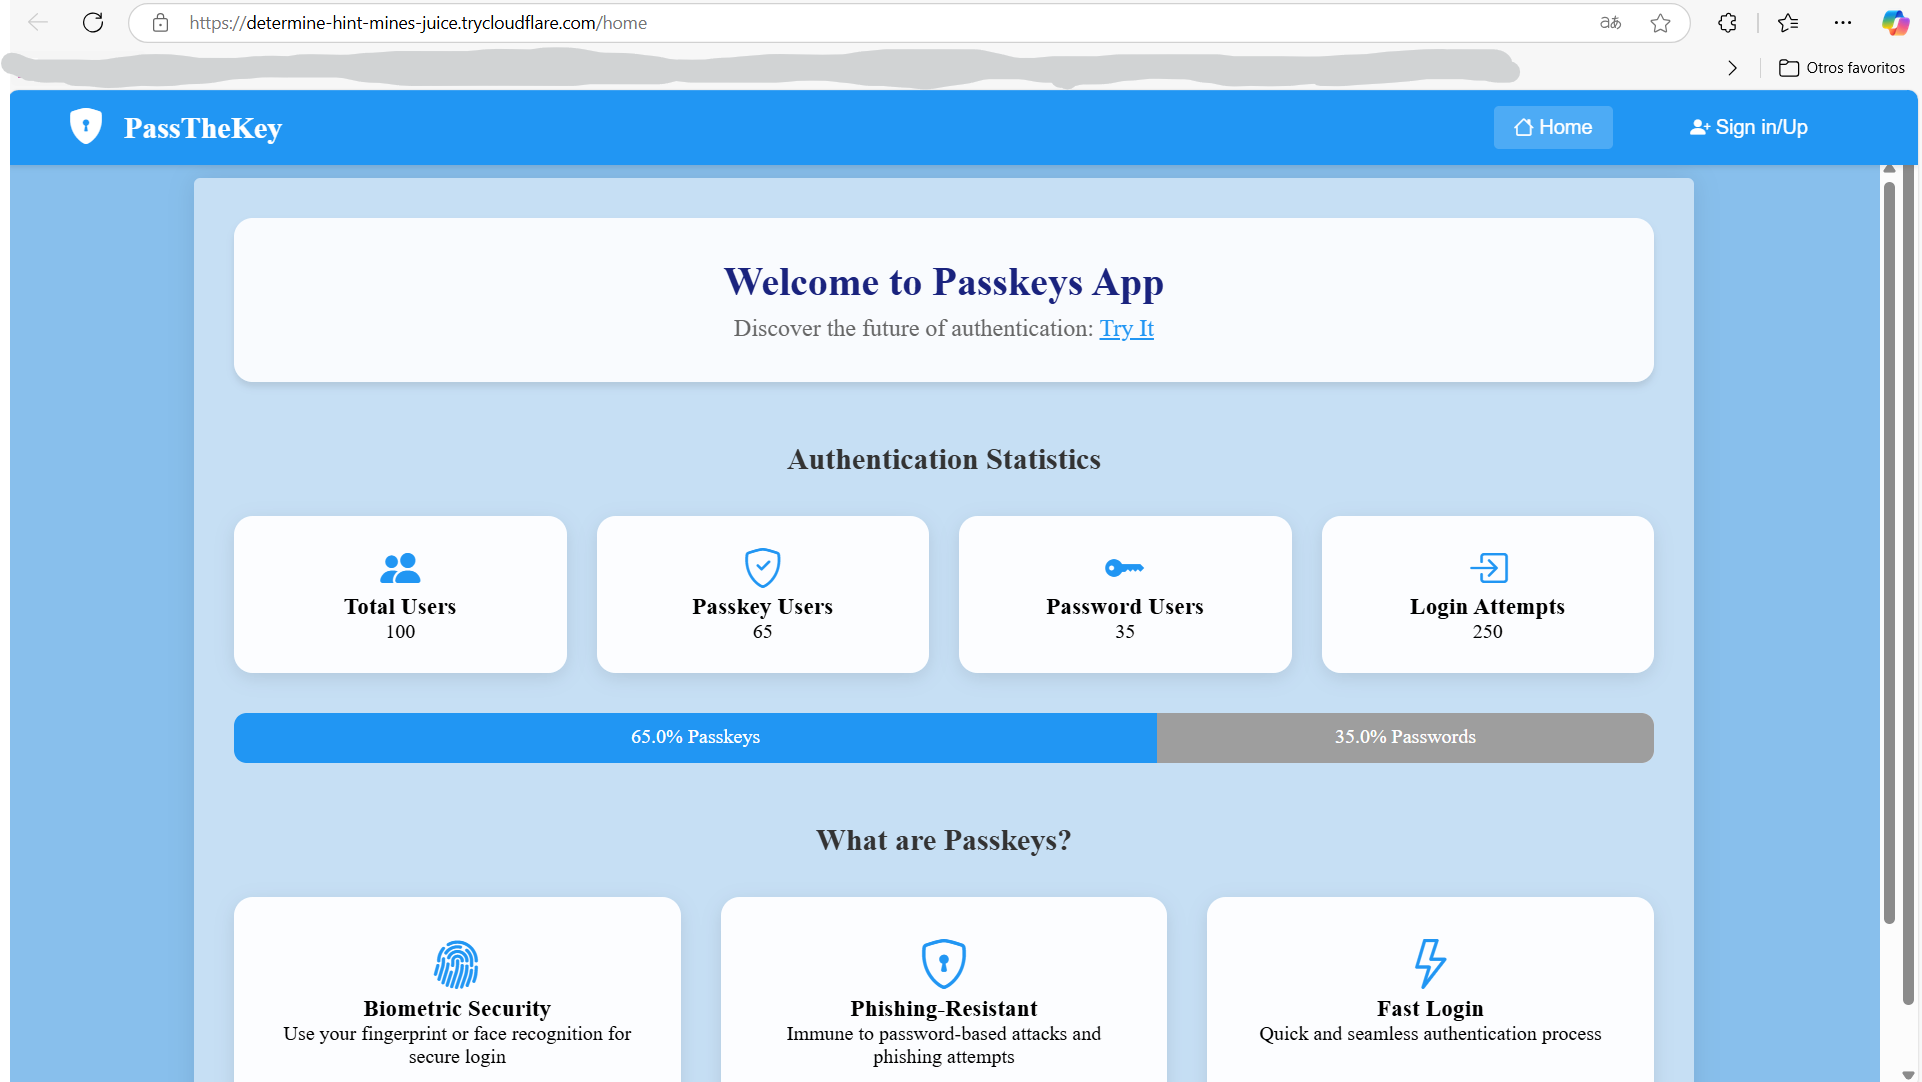 https://determine-hint-mines-juice.trycloudflare.com/home
aあ
Otros favoritos
PassTheKey
Home
Sign in/Up
Welcome to Passkeys App
Discover the future of authentication: Try It
Authentication Statistics
Total Users
100
Passkey Users
65
Password Users
35
Login Attempts
250
65.0% Passkeys
35.0% Passwords
What are Passkeys?
Biometric Security
Use your fingerprint or face recognition for
secure login
Phishing-Resistant
Immune to password-based attacks and
phishing attempts
Fast Login
Quick and seamless authentication process